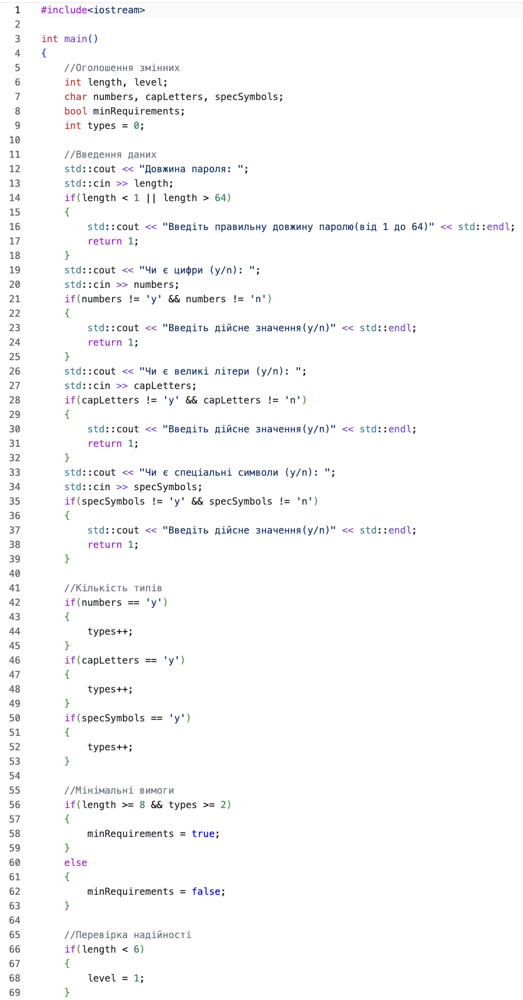 1 #include<iostream>
2
3 int main()
4 {
5     //Оголошення змінних
6     int length, level;
7     char numbers, capLetters, specSymbols;
8     bool minRequirements;
9     int types = 0;
10
11     //Введення даних
12     std::cout << "Довжина пароля: ";
13     std::cin >> length;
14     if(length < 1 || length > 64)
15     {
16         std::cout << "Введіть правильну довжину паролю(від 1 до 64)" << std::endl;
17         return 1;
18     }
19     std::cout << "Чи є цифри (y/n): ";
20     std::cin >> numbers;
21     if(numbers != 'y' && numbers != 'n')
22     {
23         std::cout << "Введіть дійсне значення(y/n)" << std::endl;
24         return 1;
25     }
26     std::cout << "Чи є великі літери (y/n): ";
27     std::cin >> capLetters;
28     if(capLetters != 'y' && capLetters != 'n')
29     {
30         std::cout << "Введіть дійсне значення(y/n)" << std::endl;
31         return 1;
32     }
33     std::cout << "Чи є спеціальні символи (y/n): ";
34     std::cin >> specSymbols;
35     if(specSymbols != 'y' && specSymbols != 'n')
36     {
37         std::cout << "Введіть дійсне значення(y/n)" << std::endl;
38         return 1;
39     }
40
41     //Кількість типів
42     if(numbers == 'y')
43     {
44         types++;
45     }
46     if(capLetters == 'y')
47     {
48         types++;
49     }
50     if(specSymbols == 'y')
51     {
52         types++;
53     }
54
55     //Мінімальні вимоги
56     if(length >= 8 && types >= 2)
57     {
58         minRequirements = true;
59     }
60     else
61     {
62         minRequirements = false;
63     }
64
65     //Перевірка надійності
66     if(length < 6)
67     {
68         level = 1;
69     }